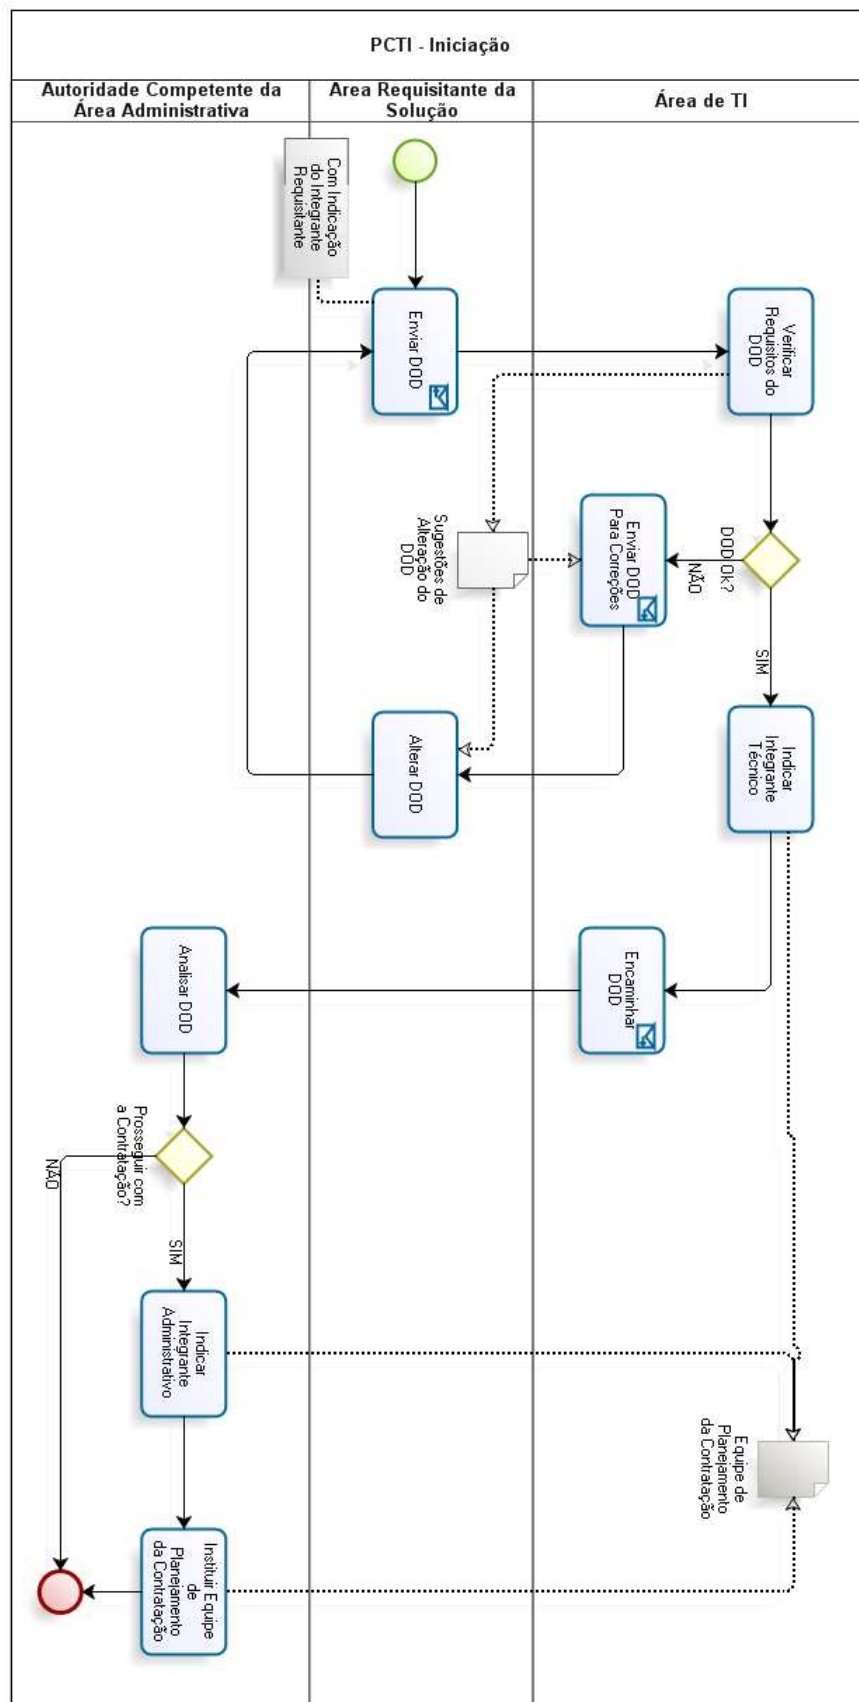 PCTI - Iniciação
Autoridade Competente da
Área Administrativa
Area Requisitante da
Solução
Área de TI
Com Indicação
do Integrante
Requisitante
Enviar DOD
Verificar
Requisitos do
DOD
DOD Ok?
NÃO
SIM
Enviar DOD
Para Correções
Sugestões de
Alteração do
DOD
Alterar DOD
Indicar
Integrante
Técnico
Encaminhar
DOD
Analisar DOD
Prosseguir com
a Contratação?
NÃO
SIM
Indicar
Integrante
Administrativo
Equipe de
Planejamento
da Contratação
Instituir Equipe
de
Planejamento
da Contratação